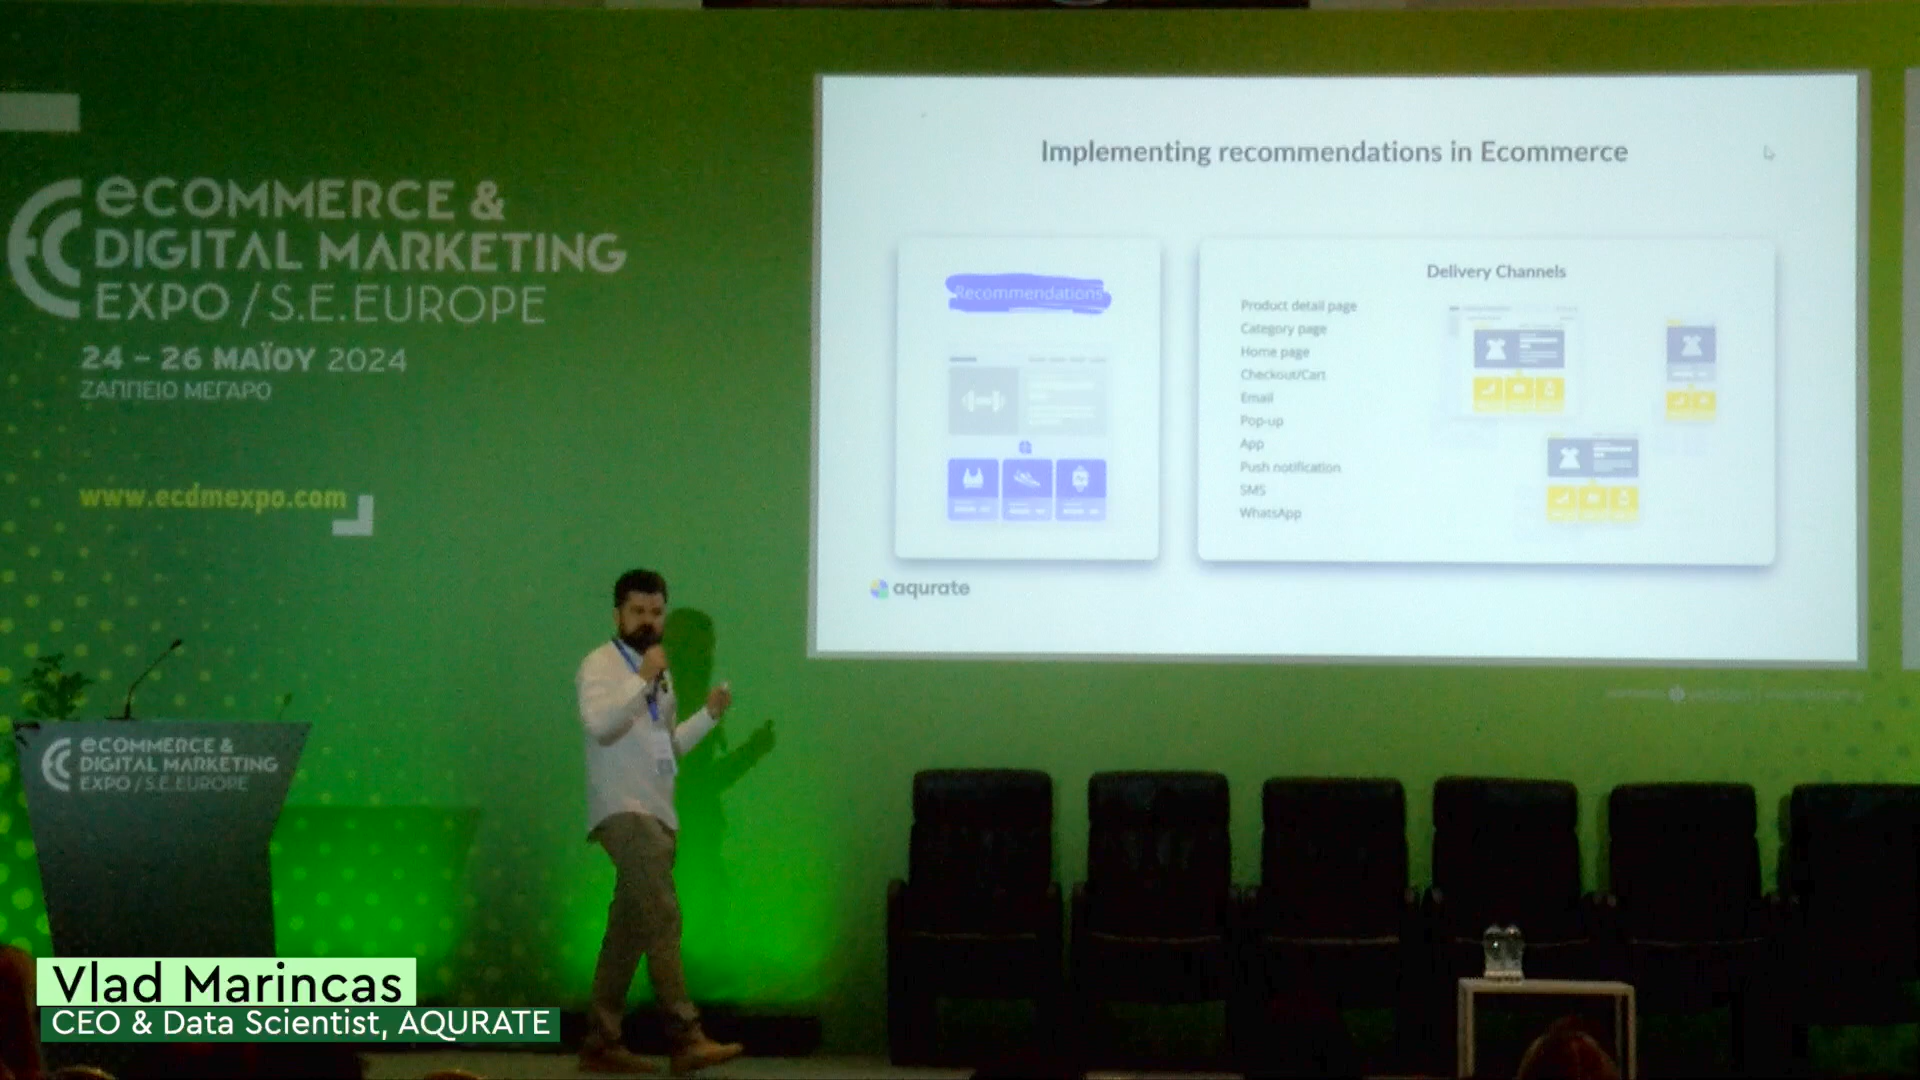 eCOMMERCE &
DIGITAL MARKETING
EXPO / S.E.EUROPE
24 – 26 ΜΑΪΟΥ 2024
ΖΑΠΠΕΙΟ ΜΕΓΑΡΟ
www.ecdmexpo.com
Implementing recommendations in Ecommerce
Recommendations
Delivery Channels
Product detail page
Category page
Home page
Checkout/Cart
Email
Pop-up
App
Push notification
SMS
WhatsApp
aqurate
eCOMMERCE &
DIGITAL MARKETING
EXPO / S.E.EUROPE
Vlad Marincas
CEO & Data Scientist, AQURATE